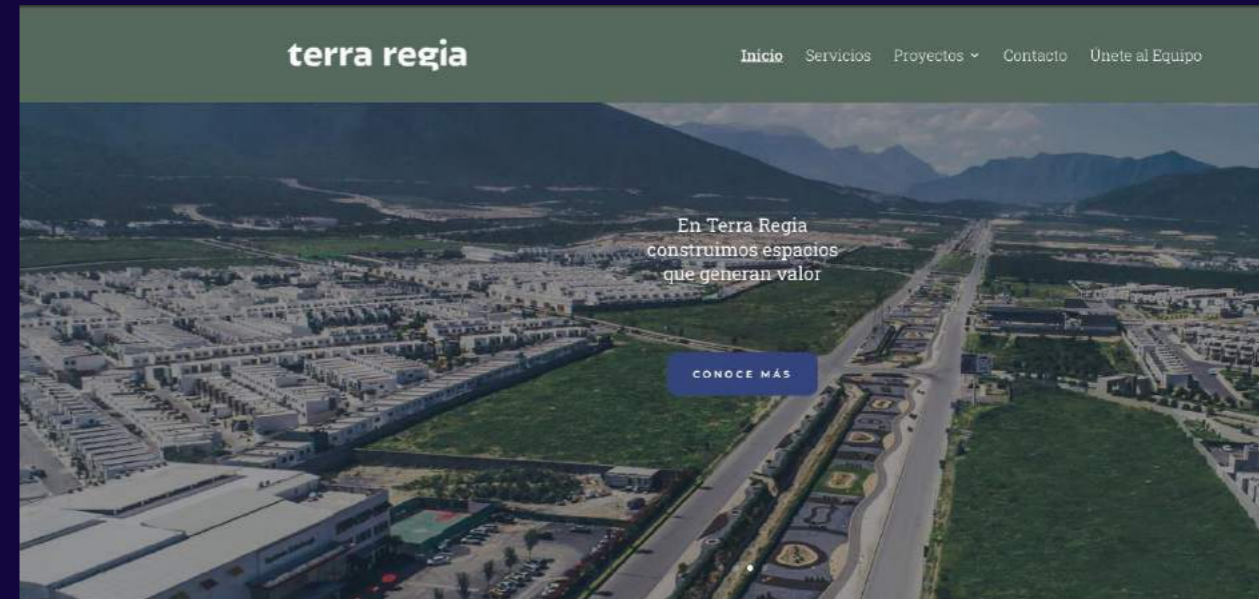 terra regia
Inicio Servicios Proyectos Contacto Únete al Equipo
En Terra Regia
construimos espacios
que generan valor
CONOCE MÁS